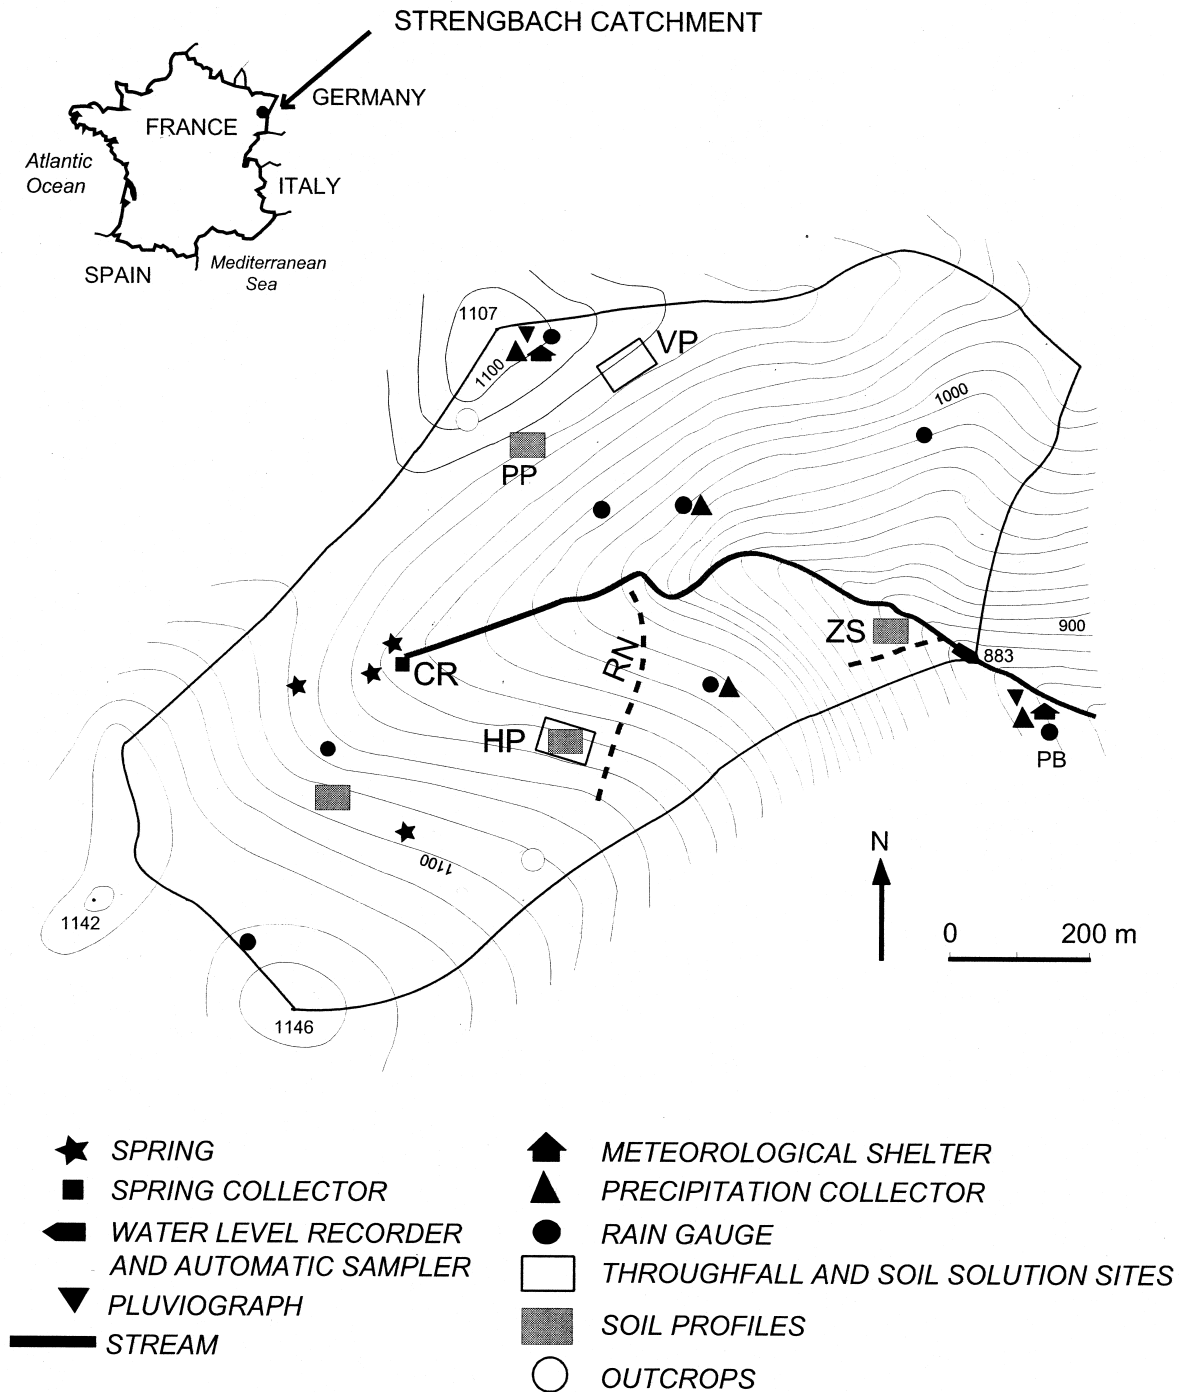 STRENGBACH CATCHMENT
GERMANY
FRANCE
Atlantic
Ocean
ITALY
SPAIN
Mediterranean
Sea
1107
VP
1100
1000
PP
ZS
900
RN
883
CR
HP
PB
1100
N
1142
0 200 m
1146
SPRING
SPRING COLLECTOR
WATER LEVEL RECORDER
AND AUTOMATIC SAMPLER
PLUVIOGRAPH
STREAM
METEOROLOGICAL SHELTER
PRECIPITATION COLLECTOR
RAIN GAUGE
THROUGHFALL AND SOIL SOLUTION SITES
SOIL PROFILES
OUTCROPS